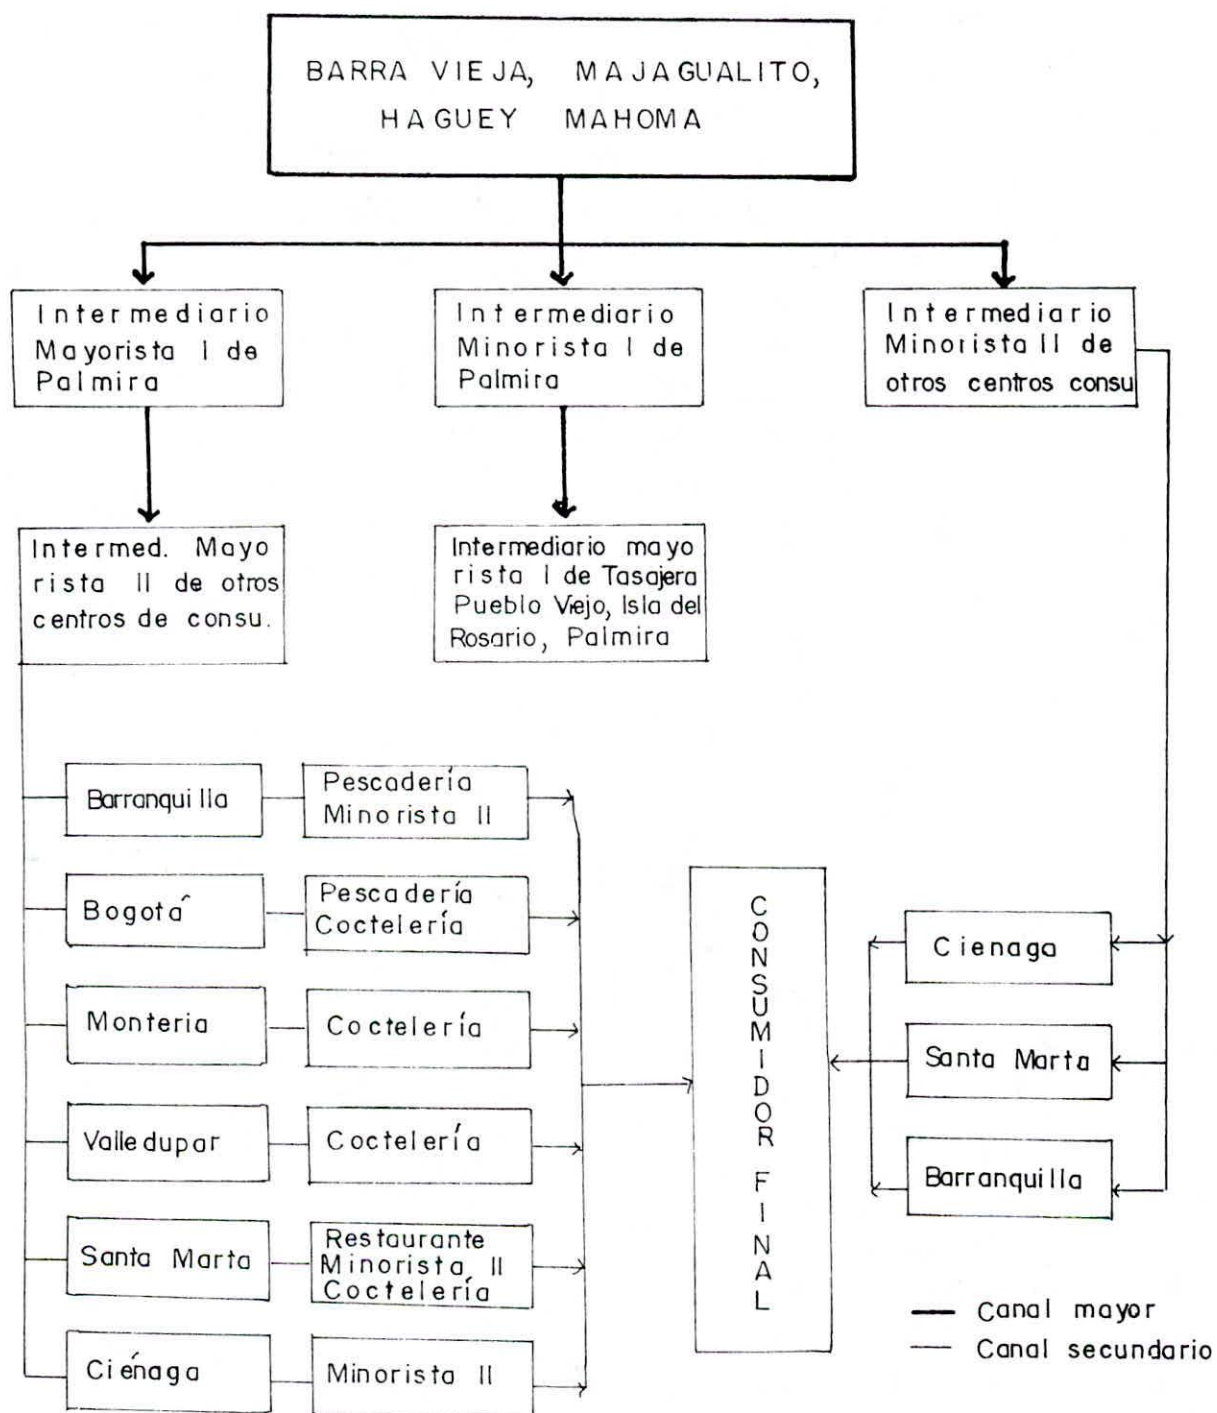 BARRA VIEJA, MAJAGUALITO,
HAGUEY MAHOMA
Intermediario
Mayorista I de
Palmira
Intermediario
Minorista I de
Palmira
Intermediario
Minorista II de
otros centros consu
Intermed. Mayo
rista II de otros
centros de consu.
Intermediario mayo
rista I de Tasajera
Pueblo Viejo, Isla del
Rosario, Palmira
Barranquilla
Pescadería
Minorista II
Bogotá
Pescadería
Coctelería
Monteria
Coctelería
Valledupar
Coctelería
Santa Marta
Restaurante
Minorista II
Coctelería
Ciénaga
Minorista II
CONSUMIDOR FINAL
Cienaga
Santa Marta
Barranquilla
Canal mayor
Canal secundario